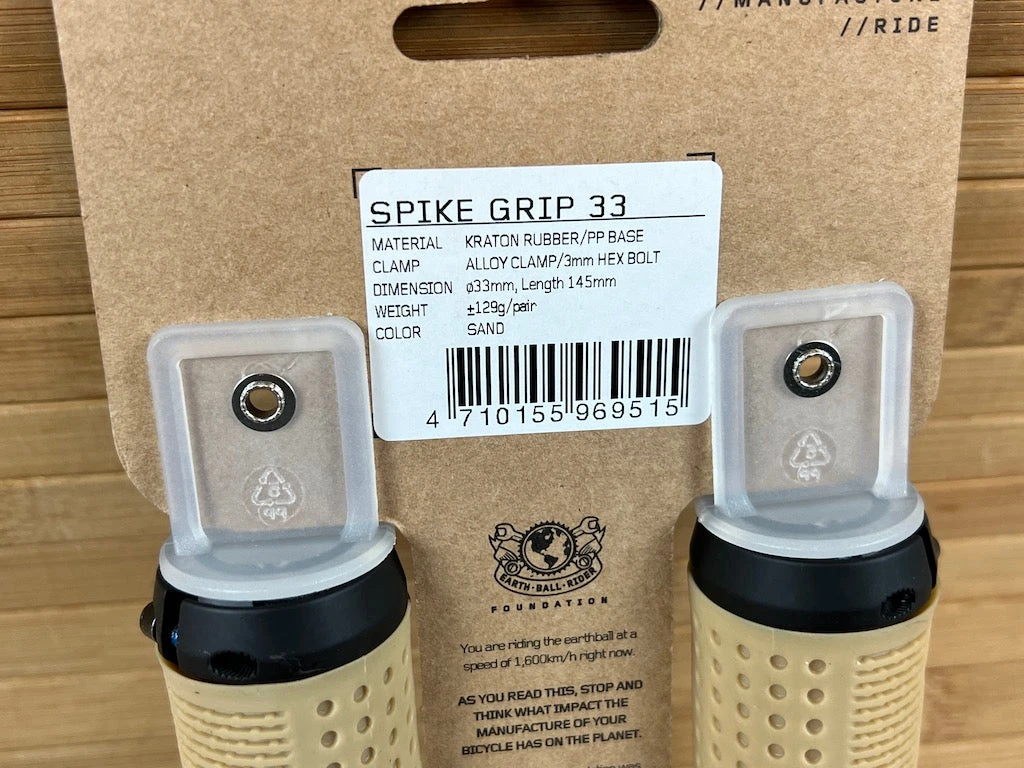 //MANUFACTURE
//RIDE
SPIKE GRIP 33
MATERIAL KRATON RUBBER/PP BASE
CLAMP ALLOY CLAMP/3mm HEX BOLT
DIMENSION ø33mm, Length 145mm
WEIGHT ±129g/pair
COLOR SAND
4 710155 969515
EARTH·BALL·RIDER
FOUNDATION
You are riding the earthball at a
speed of 1,600km/h right now.
AS YOU READ THIS, STOP AND
THINK WHAT IMPACT THE
MANUFACTURE OF YOUR
BICYCLE HAS ON THE PLANET.